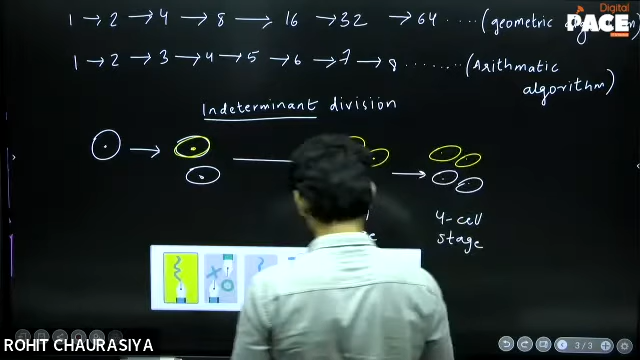 1 → 2 → 4 → 8 → 16 → 32 → 64 ..... (geometric
Digital
PACE
1 → 2 → 3 → 4 → 5 → 6 → 7 → 8 ........ (Arithmatic
algorithm)
Indeterminant division
4-cell
stage
ROHIT CHAURASIYA
3 / 3